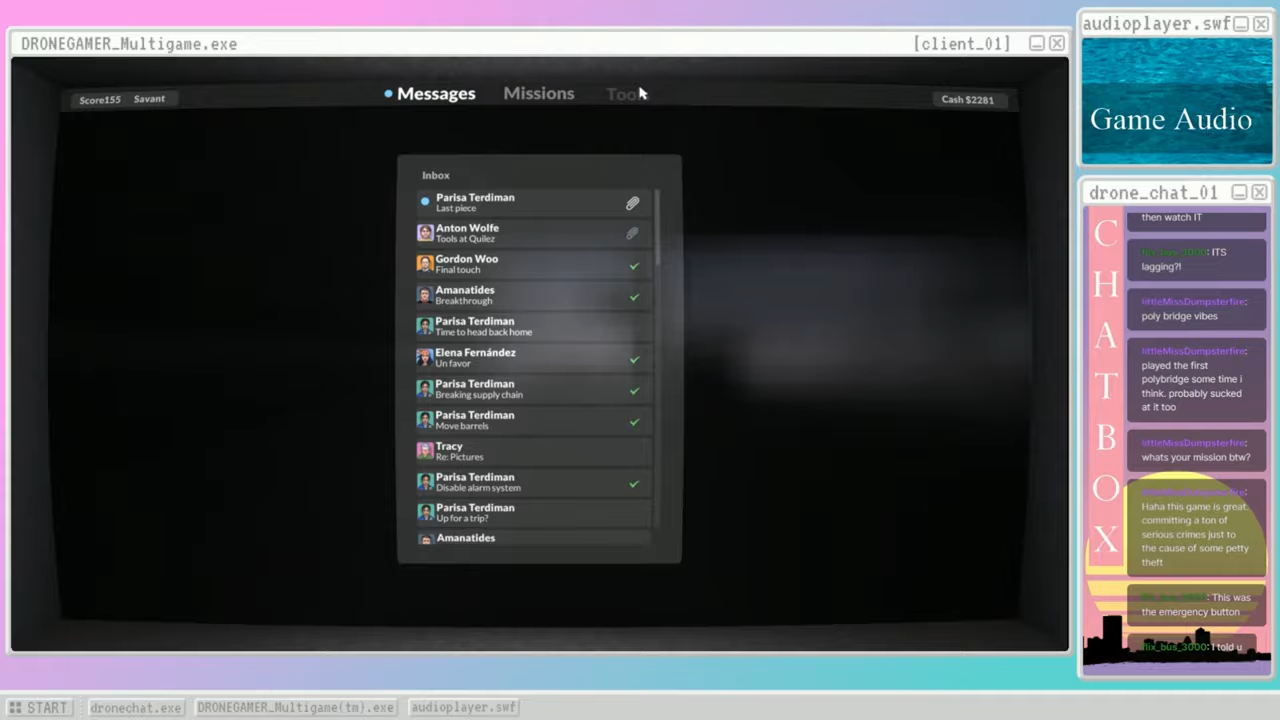 DRONEGAMER_Multigame.exe
[client_01]
Score155 Savant
Messages
Missions
Cash $2281
Inbox
Parisa Terdiman
Last piece
Anton Wolfe
Tools at Quilez
Gordon Woo
Final touch
Amanatides
Breakthrough
Parisa Terdiman
Time to head back home
Elena Fernández
Un favor
Parisa Terdiman
Breaking supply chain
Parisa Terdiman
Move barrels
Tracy
Re: Pictures
Parisa Terdiman
Disable alarm system
Parisa Terdiman
Up for a trip?
Amanatides
audioplayer.swf
Game Audio
drone_chat_01
CHATBOX
then watch IT
flix_bus_3000: ITS
lagging?!
littleMissDumpsterfire:
poly bridge vibes
littleMissDumpsterfire:
played the first
polybridge some time i
think. probably sucked
at it too
littleMissDumpsterfire:
whats your mission btw?
littleMissDumpsterfire:
Haha this game is great.
committing a ton of
serious crimes just to
the cause of some petty
theft
flix_bus_3000: This was
the emergency button
flix_bus_3000: I told u
START
dronechat.exe
DRONEGAMER_Multigame(tm).exe
audioplayer.swf